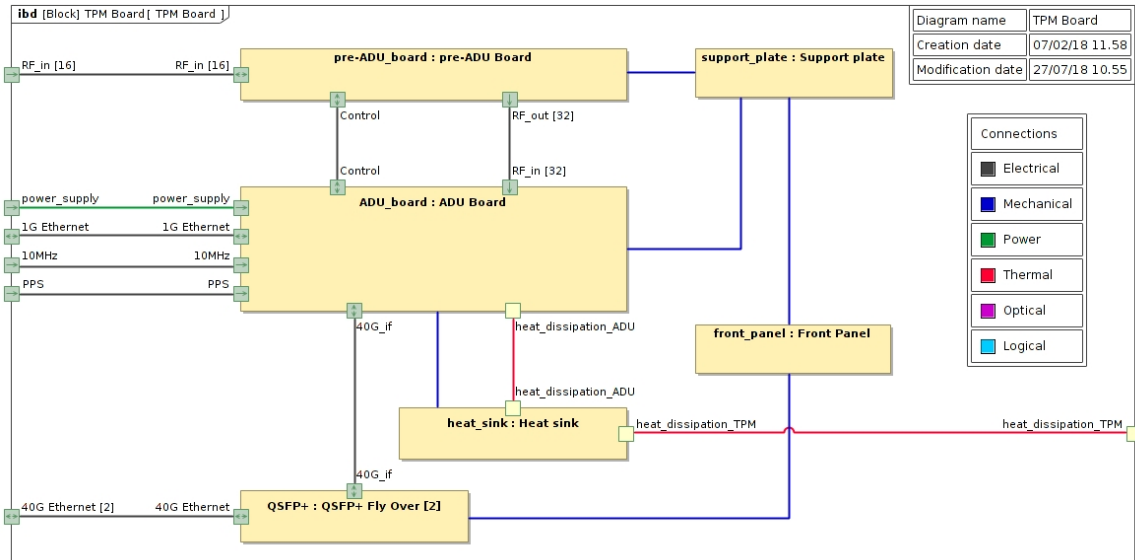 ibd [Block] TPM Board[ TPM Board ]
Diagram name TPM Board
Creation date 07/02/18 11.58
Modification date 27/07/18 10.55
RF_in [16] RF_in [16]
pre-ADU_board : pre-ADU Board
support_plate : Support plate
Control RF_out [32]
Connections
Electrical
Mechanical
Power
Thermal
Optical
Logical
Control RF_in [32]
power_supply power_supply
ADU_board : ADU Board
1G Ethernet 1G Ethernet
10MHz 10MHz
PPS PPS
40G_if heat_dissipation_ADU
front_panel : Front Panel
heat_dissipation_ADU
heat_sink : Heat sink
heat_dissipation_TPM heat_dissipation_TPM
40G_if
40G Ethernet [2] 40G Ethernet
QSFP+ : QSFP+ Fly Over [2]